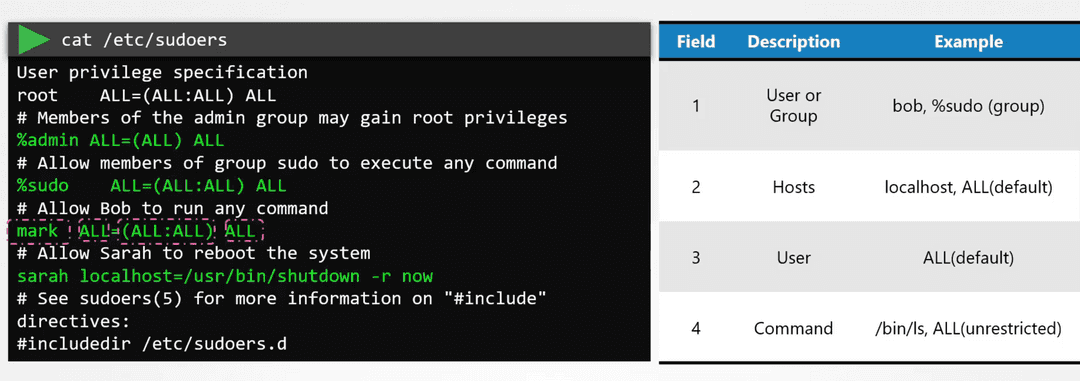 cat /etc/sudoers
User privilege specification
root    ALL=(ALL:ALL) ALL
# Members of the admin group may gain root privileges
%admin ALL=(ALL) ALL
# Allow members of group sudo to execute any command
%sudo    ALL=(ALL:ALL) ALL
# Allow Bob to run any command
mark  ALL=(ALL:ALL) ALL
# Allow Sarah to reboot the system
sarah localhost=/usr/bin/shutdown -r now
# See sudoers(5) for more information on "#include"
directives:
#includedir /etc/sudoers.d
Field Description Example
1 User or Group bob, %sudo (group)
2 Hosts localhost, ALL(default)
3 User ALL(default)
4 Command /bin/ls, ALL(unrestricted)